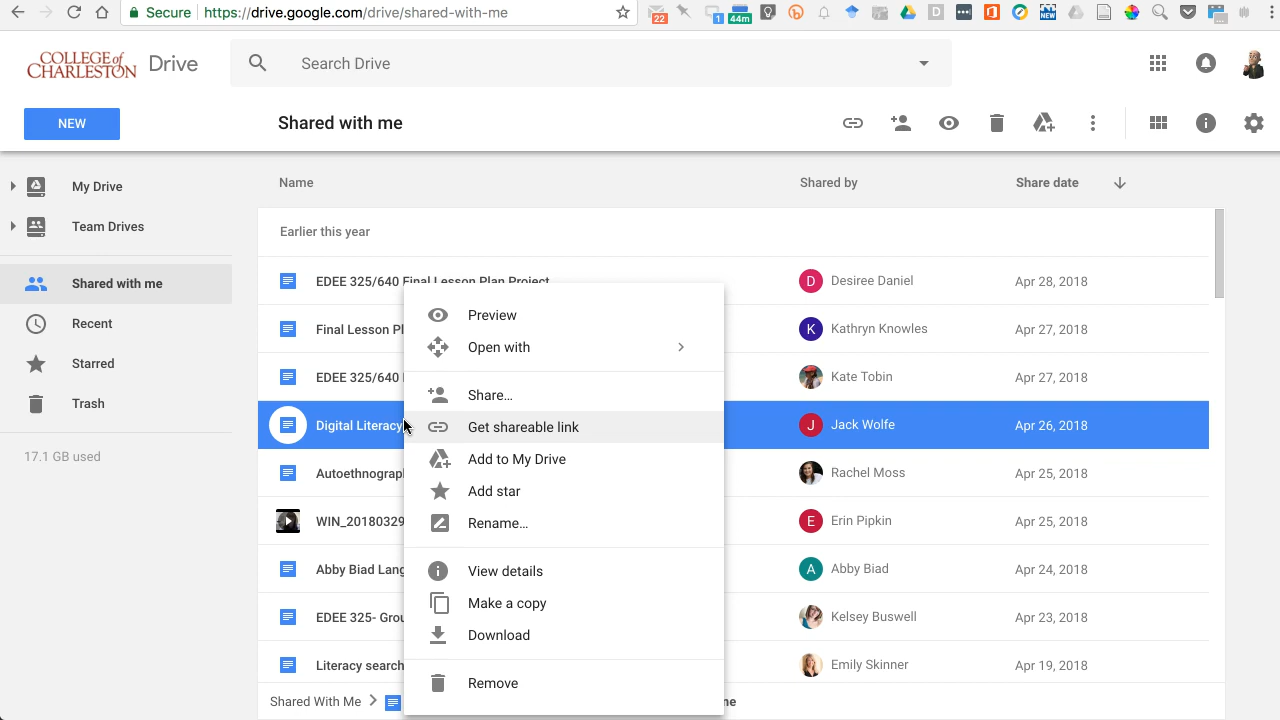 Secure https://drive.google.com/drive/shared-with-me
22
1
44m
NEW
COLLEGE of
CHARLESTON
Drive
Search Drive
NEW
Shared with me
My Drive
Team Drives
Shared with me
Recent
Starred
Trash
17.1 GB used
Name Shared by Share date
Earlier this year
EDEE 325/640 Final Lesson Plan Project D Desiree Daniel Apr 28, 2018
Final Lesson Pl K Kathryn Knowles Apr 27, 2018
EDEE 325/640 Kate Tobin Apr 27, 2018
Digital Literacy J Jack Wolfe Apr 26, 2018
Autoethnograp Rachel Moss Apr 25, 2018
WIN_20180329 E Erin Pipkin Apr 25, 2018
Abby Biad Lang A Abby Biad Apr 24, 2018
EDEE 325- Grou Kelsey Buswell Apr 23, 2018
Literacy search Emily Skinner Apr 19, 2018
Preview
Open with
Share...
Get shareable link
Add to My Drive
Add star
Rename...
View details
Make a copy
Download
Remove
Shared With Me ne